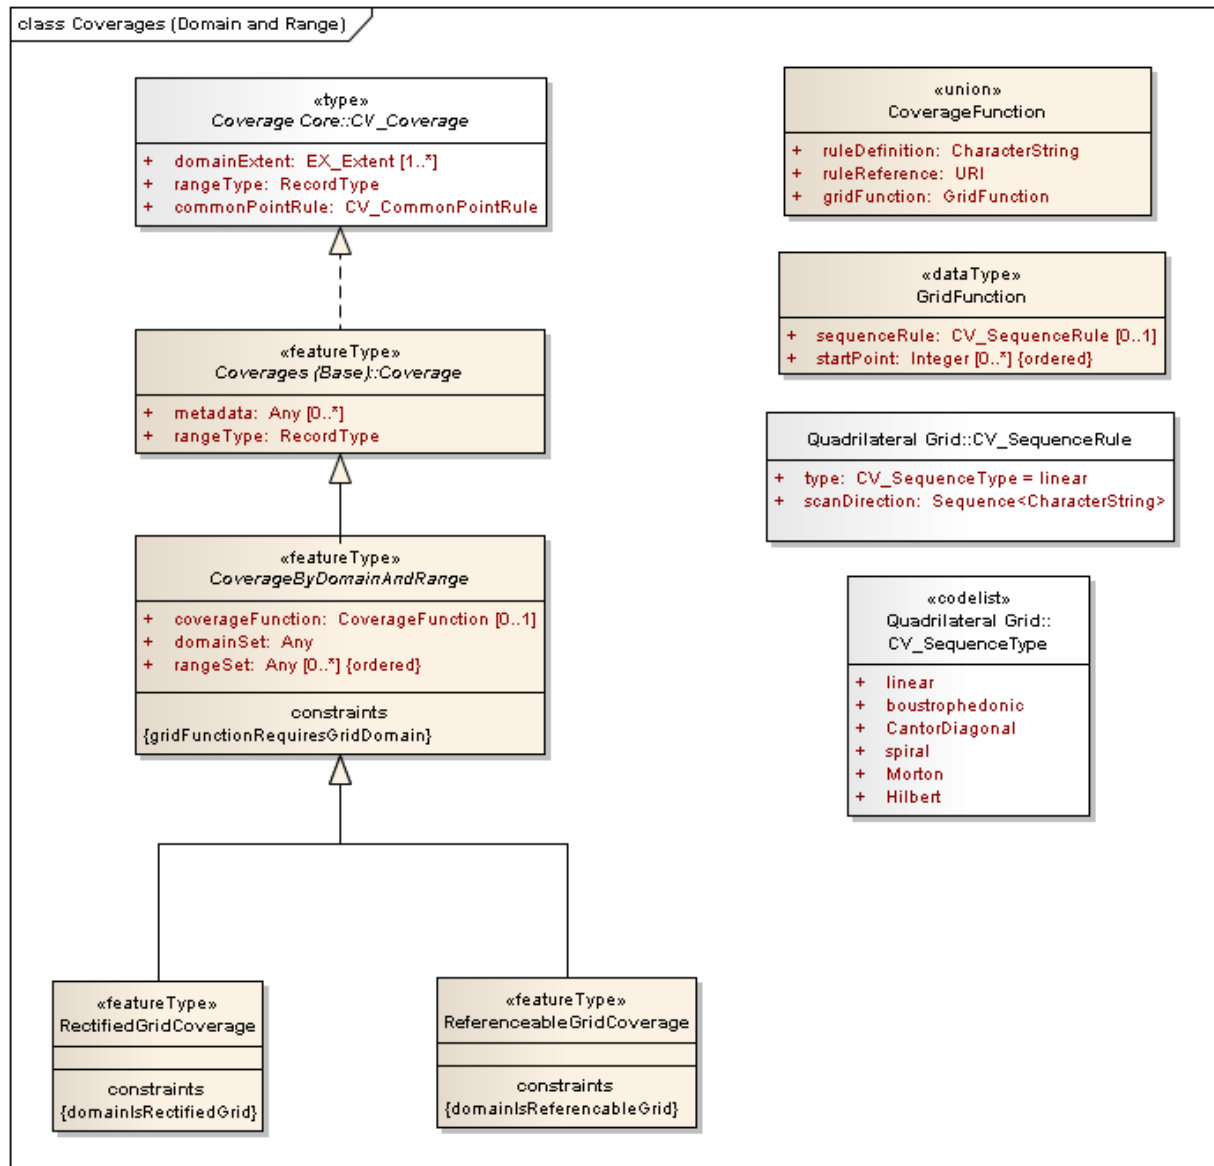 class Coverages (Domain and Range)
«type»
Coverage Core::CV_Coverage
+ domainExtent: EX_Extent [1..*]
+ rangeType: RecordType
+ commonPointRule: CV_CommonPointRule
«featureType»
Coverages (Base)::Coverage
+ metadata: Any [0..*]
+ rangeType: RecordType
«featureType»
CoverageByDomainAndRange
+ coverageFunction: CoverageFunction [0..1]
+ domainSet: Any
+ rangeSet: Any [0..*] {ordered}
constraints
{gridFunctionRequiresGridDomain}
«featureType»
RectifiedGridCoverage
constraints
{domainIsRectifiedGrid}
«featureType»
ReferenceableGridCoverage
constraints
{domainIsReferencableGrid}
«union»
CoverageFunction
+ ruleDefinition: CharacterString
+ ruleReference: URI
+ gridFunction: GridFunction
«dataType»
GridFunction
+ sequenceRule: CV_SequenceRule [0..1]
+ startPoint: Integer [0..*] {ordered}
Quadrilateral Grid::CV_SequenceRule
+ type: CV_SequenceType = linear
+ scanDirection: Sequence<CharacterString>
«codelist»
Quadrilateral Grid::
CV_SequenceType
+ linear
+ boustrophedonic
+ CantorDiagonal
+ spiral
+ Morton
+ Hilbert